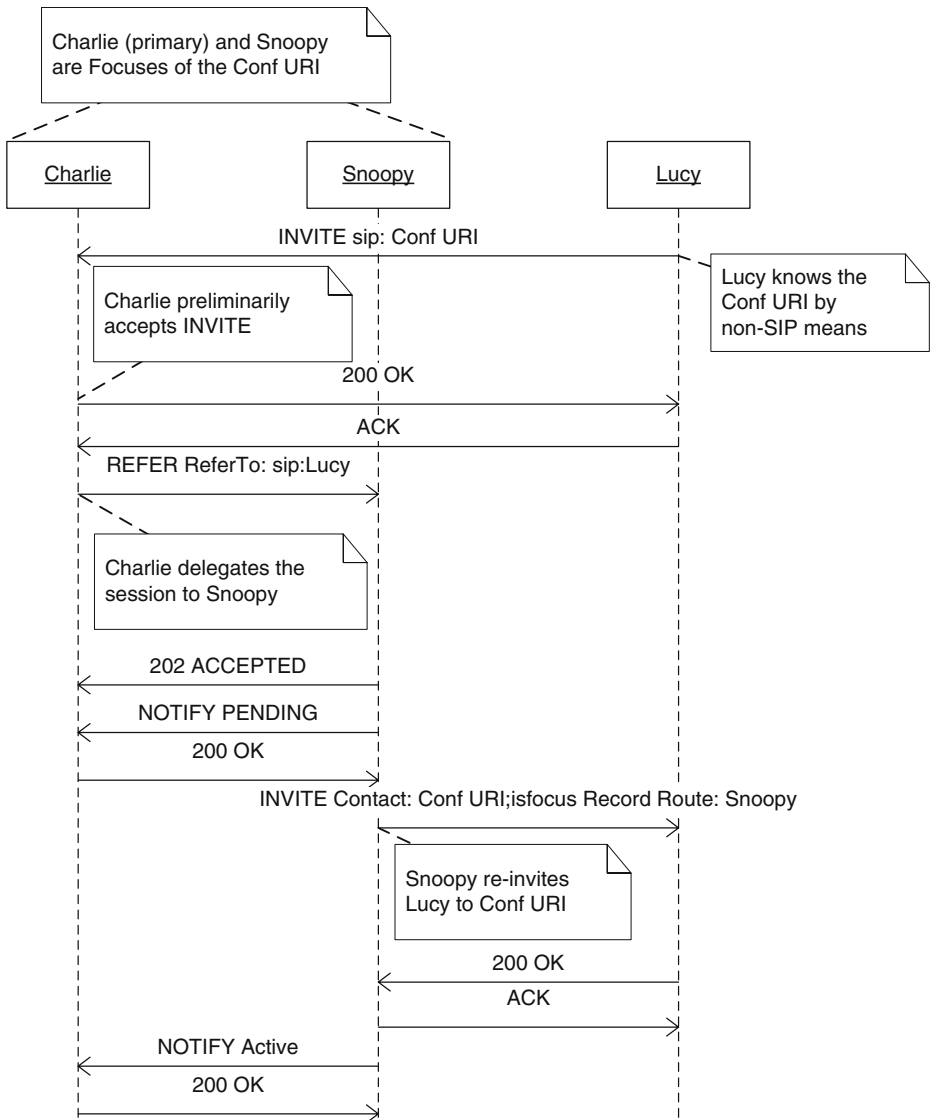 Charlie (primary) and Snoopy
are Focuses of the Conf URI
Charlie
Snoopy
Lucy
INVITE sip: Conf URI
Lucy knows the
Conf URI by
non-SIP means
Charlie preliminarily
accepts INVITE
200 OK
ACK
REFER ReferTo: sip:Lucy
Charlie delegates the
session to Snoopy
202 ACCEPTED
NOTIFY PENDING
200 OK
INVITE Contact: Conf URI;isfocus Record Route: Snoopy
Snoopy re-invites
Lucy to Conf URI
200 OK
ACK
NOTIFY Active
200 OK